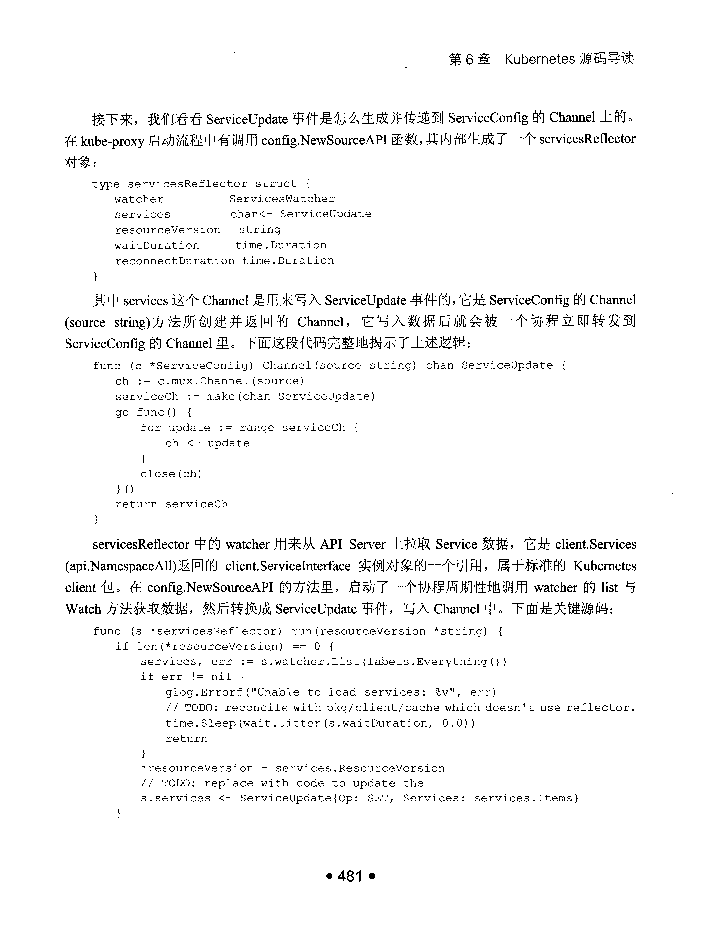 第 6 章 Kubernetes 源码导读
接下来，我们看看 ServiceUpdate 事件是怎么生成并传递到 ServiceConfig 的 Channel 上的。
在 kube-proxy 启动流程中有调用 config.NewSourceAPI 函数，其内部生成了一个 servicesReflector
对象：
type servicesReflector struct {
watcher ServicesWatcher
services chan<- ServiceUpdate
resourceVersion string
waitDuration time.Duration
reconnectDuration time.Duration
}
其中 services 这个 Channel 是用来写入 ServiceUpdate 事件的，它是 ServiceConfig 的 Channel
(source string)方法所创建并返回的 Channel，它写入数据后就会被一个协程立即转发到
ServiceConfig 的 Channel 里。下面这段代码完整地揭示了上述逻辑：
func (c *ServiceConfig) Channel(source string) chan ServiceUpdate {
ch := c.mux.Channel(source)
serviceCh := make(chan ServiceUpdate)
go func() {
for update := range serviceCh {
ch <- update
}
close(ch)
}()
return serviceCh
}
servicesReflector 中的 watcher 用来从 API Server 上拉取 Service 数据，它是 client.Services
(api.NamespaceAll)返回的 client.ServiceInterface 实例对象的一个引用，属于标准的 Kubernetes
client 包。在 config.NewSourceAPI 的方法里，启动了一个协程周期性地调用 watcher 的 list 与
Watch 方法获取数据，然后转换成 ServiceUpdate 事件，写入 Channel 中。下面是关键源码：
func (s *servicesReflector) run(resourceVersion *string) {
if len(*resourceVersion) == 0 {
services, err := s.watcher.List(labels.Everything())
if err != nil {
glog.Errorf("Unable to load services: %v", err)
// TODO: reconcile with pkg/client/cache which doesn't use reflector.
time.Sleep(wait.Jitter(s.waitDuration, 0.0))
return
}
*resourceVersion = services.ResourceVersion
// TODO: replace with code to update the
s.services <- ServiceUpdate{Op: SET, Services: services.Items}
}
• 481 •